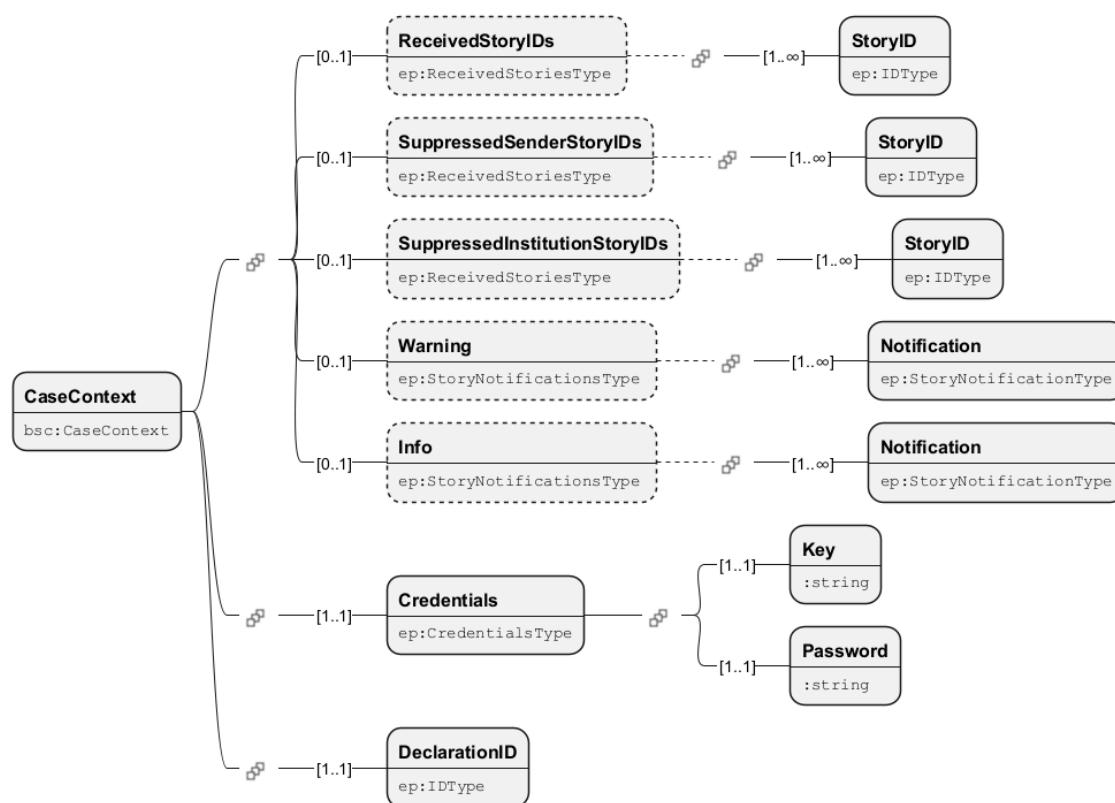 [0..1]
ReceivedStoryIDs
ep:ReceivedStoriesType
[1..∞]
StoryID
ep:IDType
[0..1]
SuppressedSenderStoryIDs
ep:ReceivedStoriesType
[1..∞]
StoryID
ep:IDType
[0..1]
SuppressedInstitutionStoryIDs
ep:ReceivedStoriesType
[1..∞]
StoryID
ep:IDType
[0..1]
Warning
ep:StoryNotificationsType
[1..∞]
Notification
ep:StoryNotificationType
CaseContext
bsc:CaseContext
[0..1]
Info
ep:StoryNotificationsType
[1..∞]
Notification
ep:StoryNotificationType
[1..1]
Credentials
ep:CredentialsType
[1..1]
Key
:string
[1..1]
Password
:string
[1..1]
DeclarationID
ep:IDType